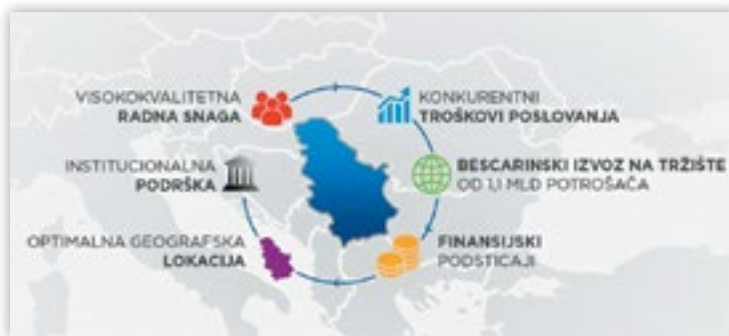 VISOKOKVALITETNA
RADNA SNAGA
KONKURENTNI
TROŠKOVI POSLOVANJA
INSTITUCIONALNA
PODRŠKA
BESCARINSKI IZVOZ NA TRŽIŠTE
OD 1,1 MLD POTROŠAČA
OPTIMALNA GEOGRAFSKA
LOKACIJA
FINANSIJSKI
PODSTICAJI